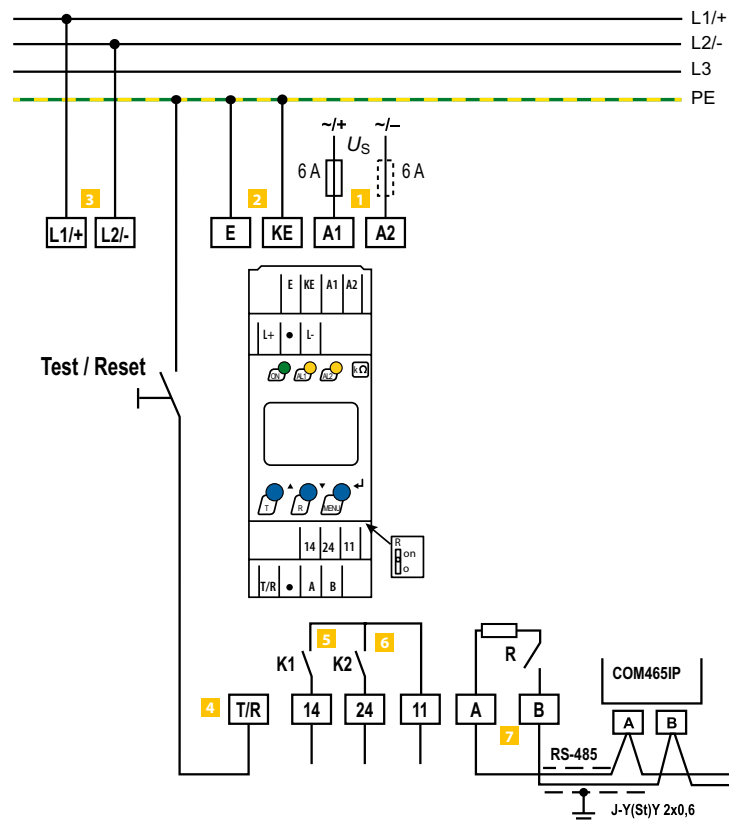 L1/+
L2/-
L3
PE
~/+ ~/–
US
6 A 6 A
3 2 1
L1/+ L2/- E KE A1 A2
E KE A1 A2
L+ L-
Test / Reset
ON AL1 AL2 kΩ
T R MENU
14 24 11
R
on
o
T/R A B
5 6
K1 K2 R
COM465IP
4 T/R 14 24 11 A B
A B
7
RS-485
J-Y(St)Y 2x0,6